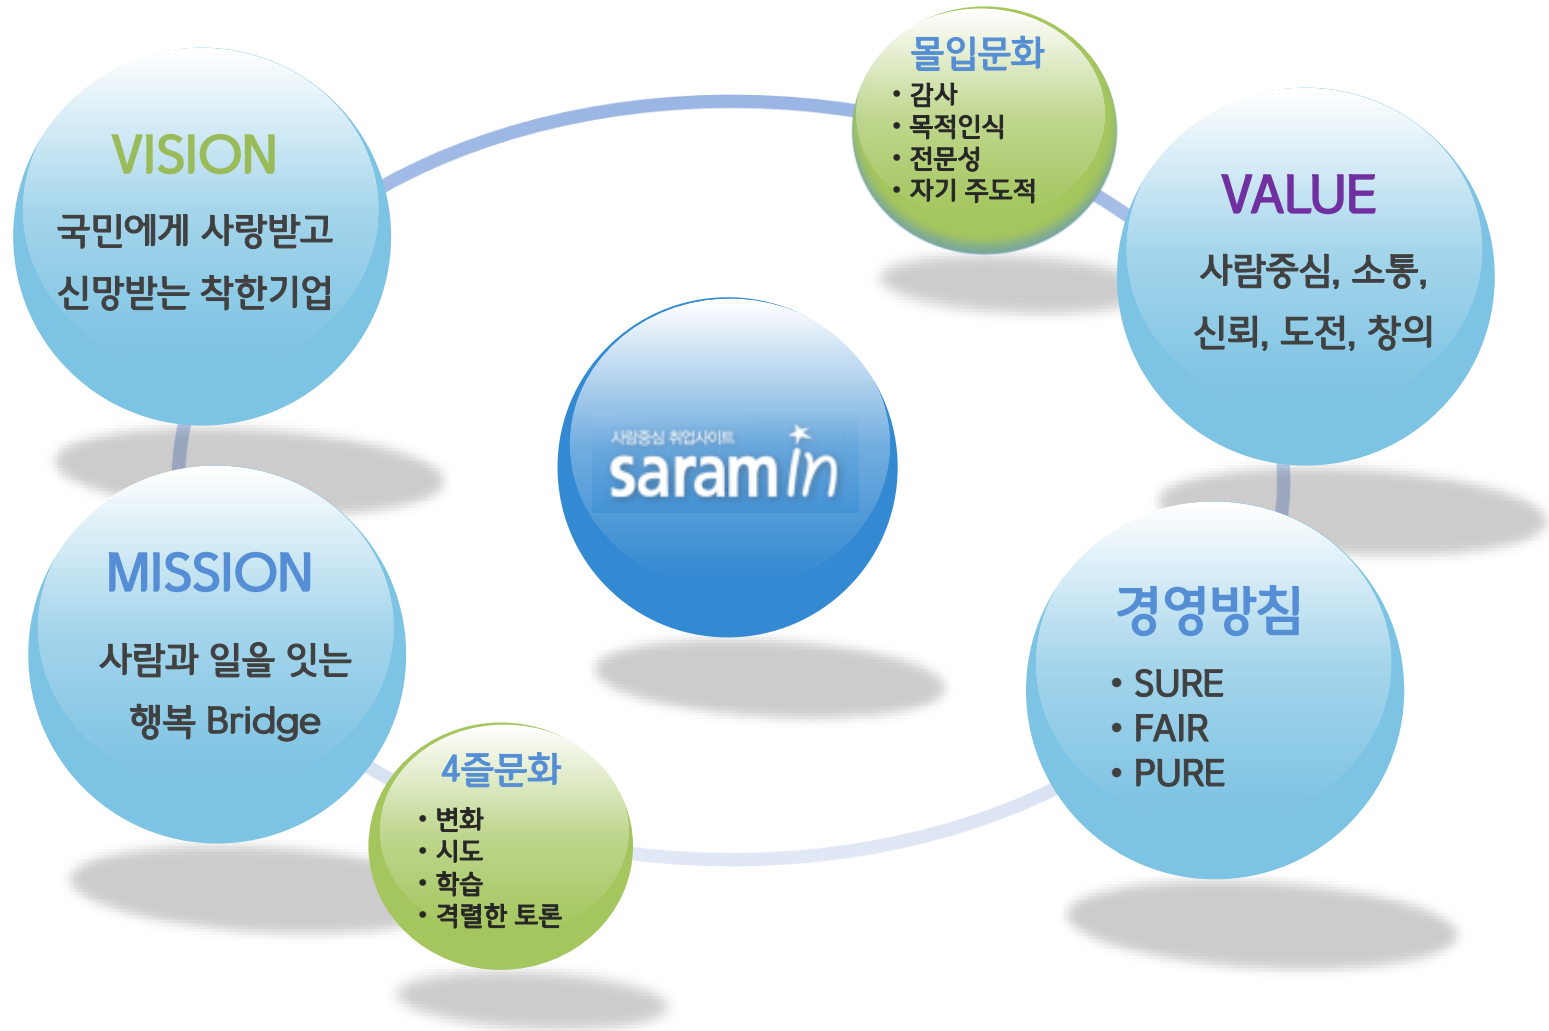 VISION
국민에게 사랑받고
신망받는 착한기업
몰입문화
• 감사
• 목적인식
• 전문성
• 자기 주도적
VALUE
사람중심, 소통,
신뢰, 도전, 창의
사람중심 취업사이트
saramin
MISSION
사람과 일을 잇는
행복 Bridge
경영방침
• SURE
• FAIR
• PURE
4즐문화
• 변화
• 시도
• 학습
• 격렬한 토론